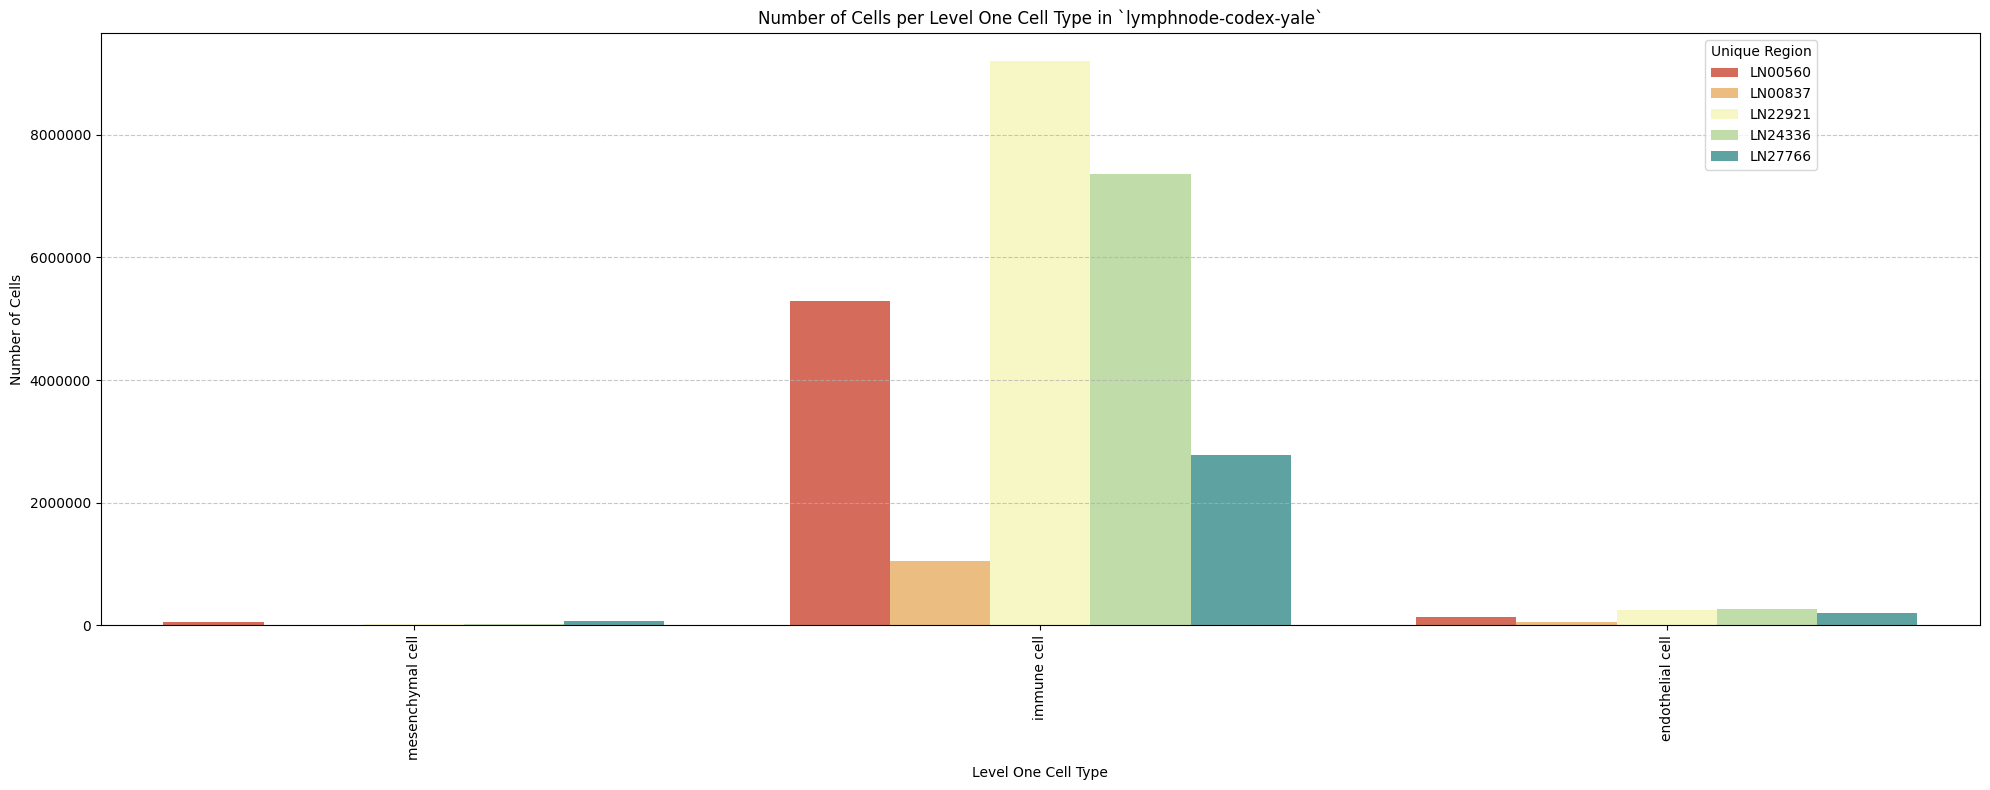 Number of Cells per Level One Cell Type in `lymphnode-codex-yale`
Unique Region
LN00560
LN00837
LN22921
LN24336
LN27766
Number of Cells
8000000
6000000
4000000
2000000
0
mesenchymal cell
immune cell
endothelial cell
Level One Cell Type